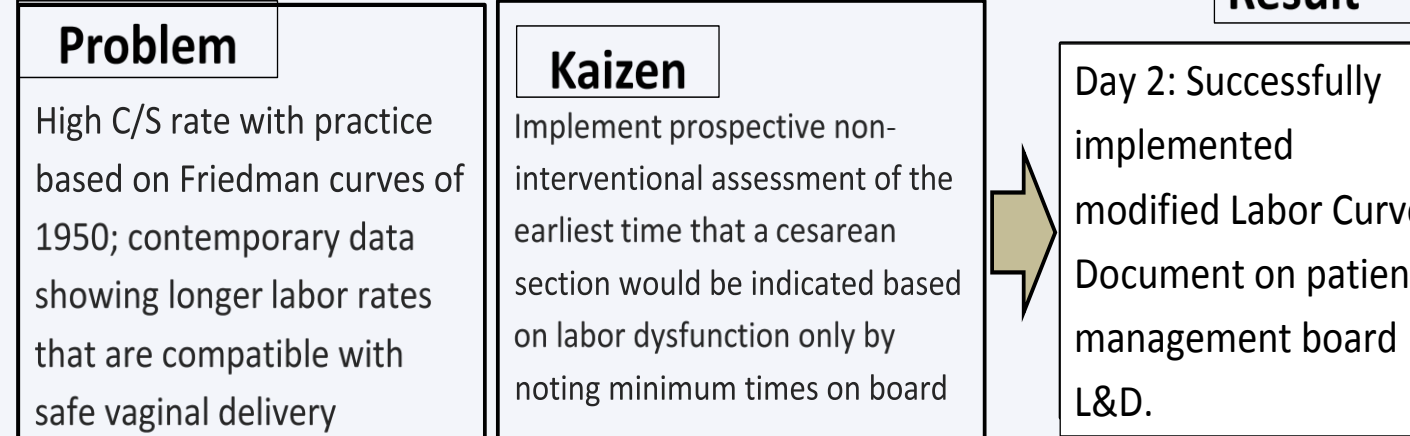 Problem
High C/S rate with practice
based on Friedman curves of
1950; contemporary data
showing longer labor rates
that are compatible with
safe vaginal delivery
Kaizen
Implement prospective non-
interventional assessment of the
earliest time that a cesarean
section would be indicated based
on labor dysfunction only by
noting minimum times on board
Result
Day 2: Successfully
implemented
modified Labor
Document on
management board
L&D.